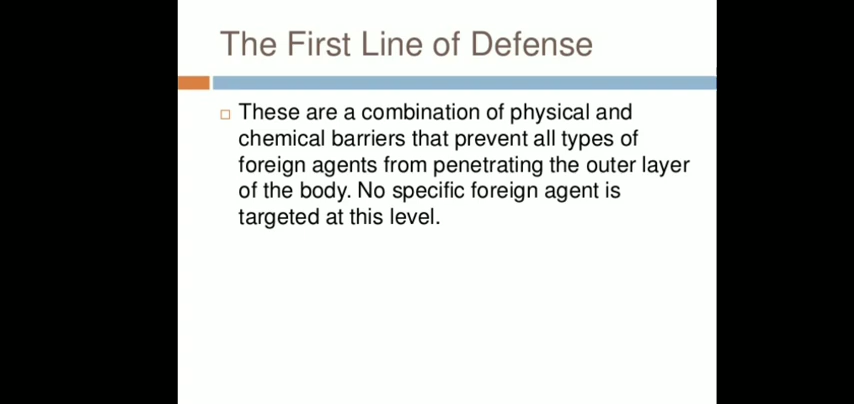 The First Line of Defense
These are a combination of physical and
chemical barriers that prevent all types of
foreign agents from penetrating the outer layer
of the body. No specific foreign agent is
targeted at this level.